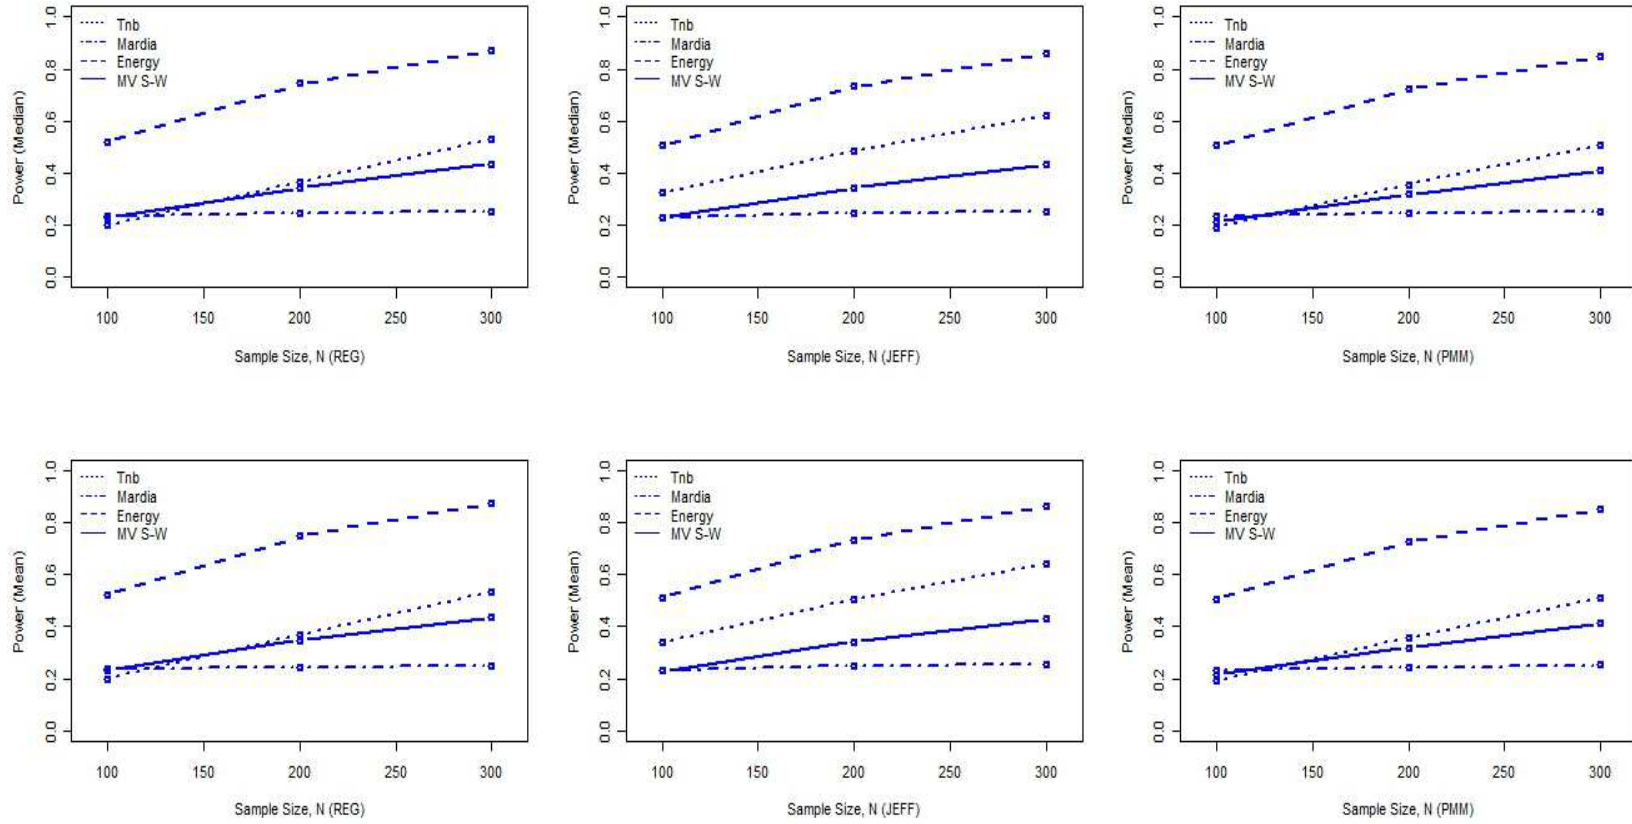 Power (Median)
1.0
0.8
0.6
0.4
0.2
0.0
Tnb
Mardia
Energy
MV S-W
100 150 200 250 300
Sample Size, N (REG)
Power (Median)
1.0
0.8
0.6
0.4
0.2
0.0
Tnb
Mardia
Energy
MV S-W
100 150 200 250 300
Sample Size, N (JEFF)
Power (Median)
1.0
0.8
0.6
0.4
0.2
0.0
Tnb
Mardia
Energy
MV S-W
100 150 200 250 300
Sample Size, N (PMM)
Power (Mean)
1.0
0.8
0.6
0.4
0.2
0.0
Tnb
Mardia
Energy
MV S-W
100 150 200 250 300
Sample Size, N (REG)
Power (Mean)
1.0
0.8
0.6
0.4
0.2
0.0
Tnb
Mardia
Energy
MV S-W
100 150 200 250 300
Sample Size, N (JEFF)
Power (Mean)
1.0
0.8
0.6
0.4
0.2
0.0
Tnb
Mardia
Energy
MV S-W
100 150 200 250 300
Sample Size, N (PMM)